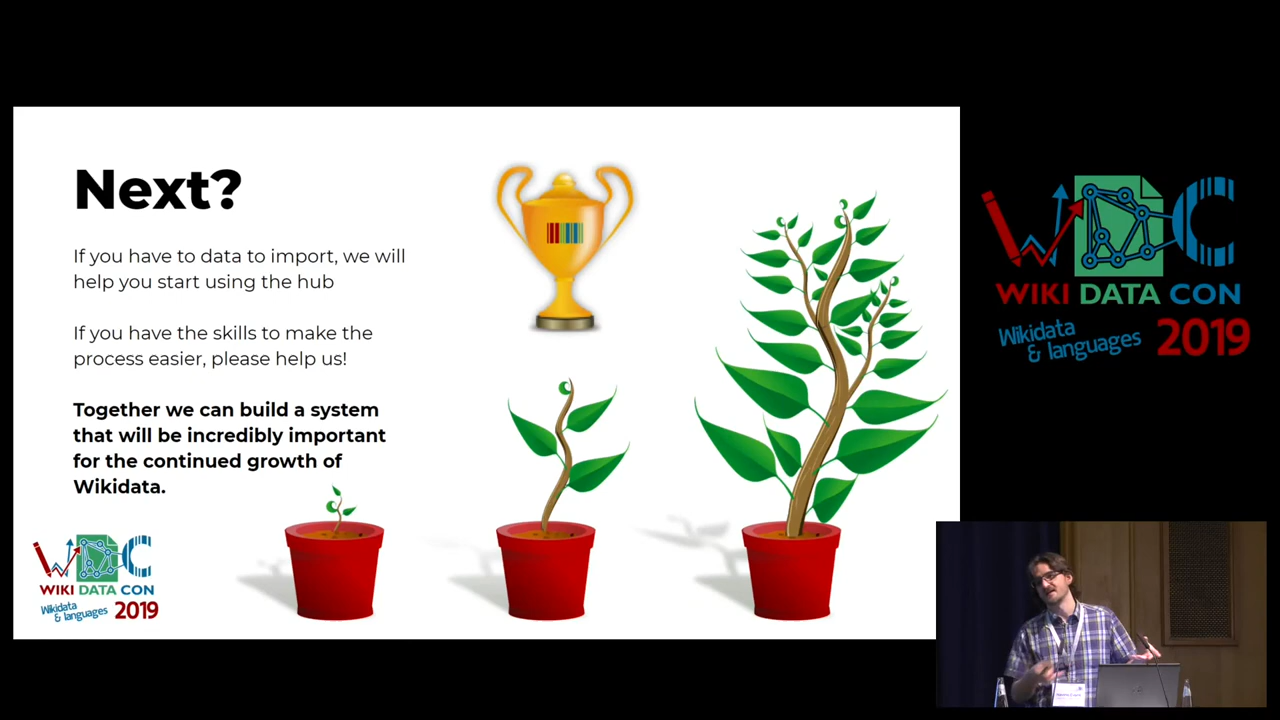 Next?
If you have to data to import, we will
help you start using the hub
If you have the skills to make the
process easier, please help us!
Together we can build a system
that will be incredibly important
for the continued growth of
Wikidata.
WIKI DATA CON
Wikidata
& languages
2019
WDC
WIKI DATA CON
Wikidata
& languages
2019